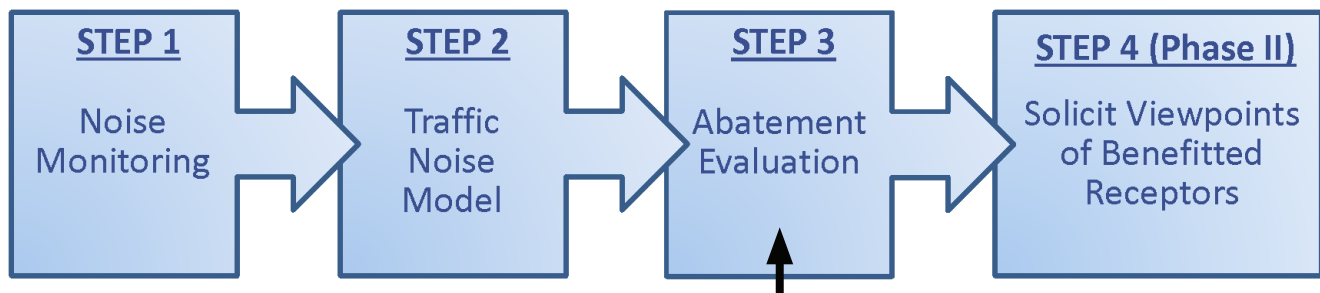 STEP 1
Noise
Monitoring
STEP 2
Traffic
Noise
Model
STEP 3
Abatement
Evaluation
STEP 4 (Phase II)
Solicit Viewpoints
of Benefitted
Receptors